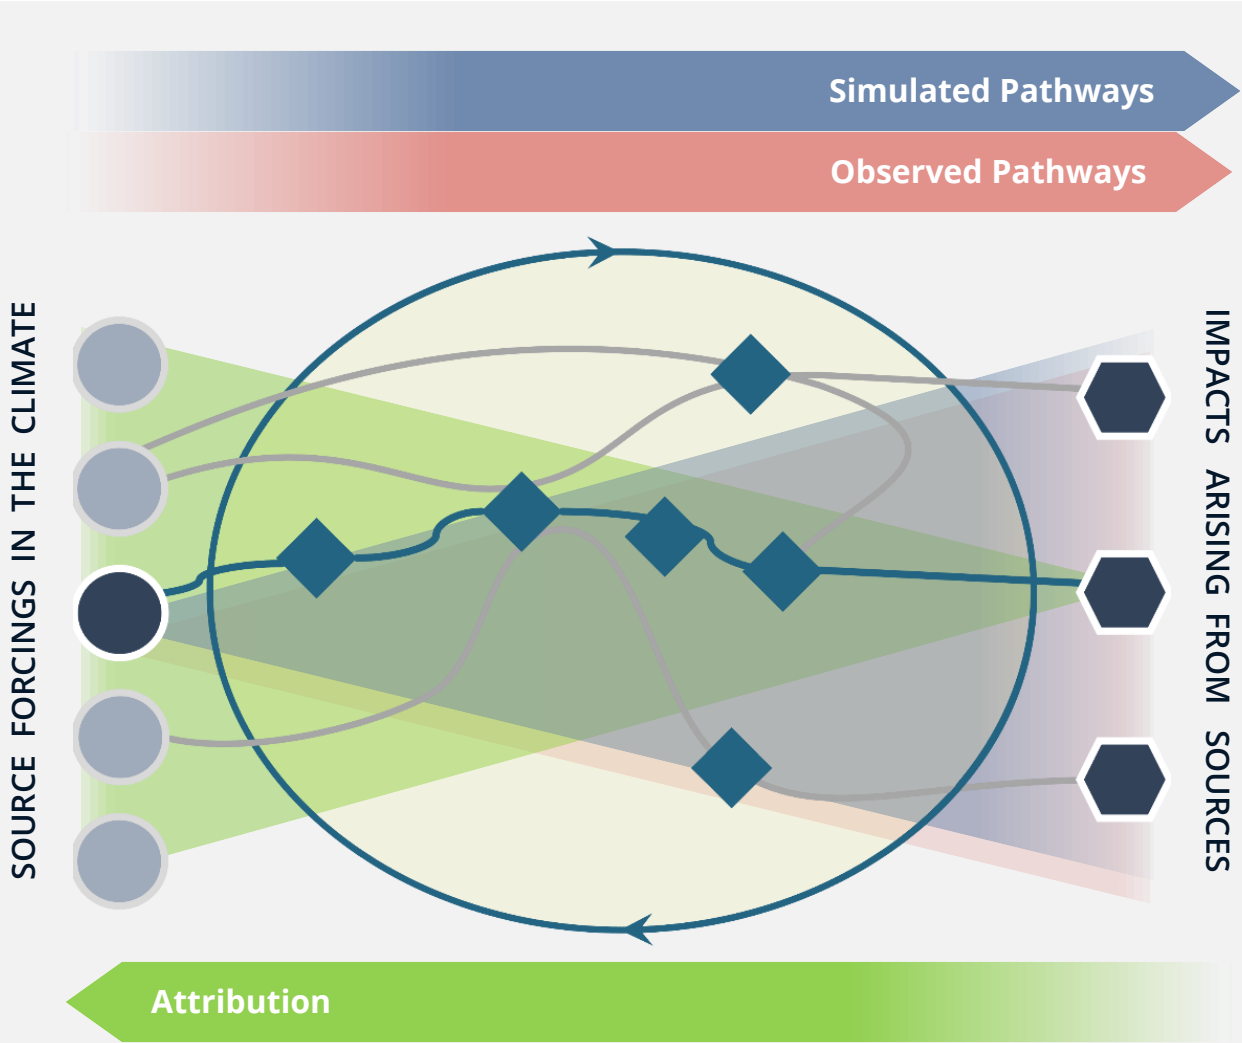 Simulated Pathways
Observed Pathways
SOURCE FORCINGS IN THE CLIMATE
IMPACTS ARISING FROM SOURCES
Attribution